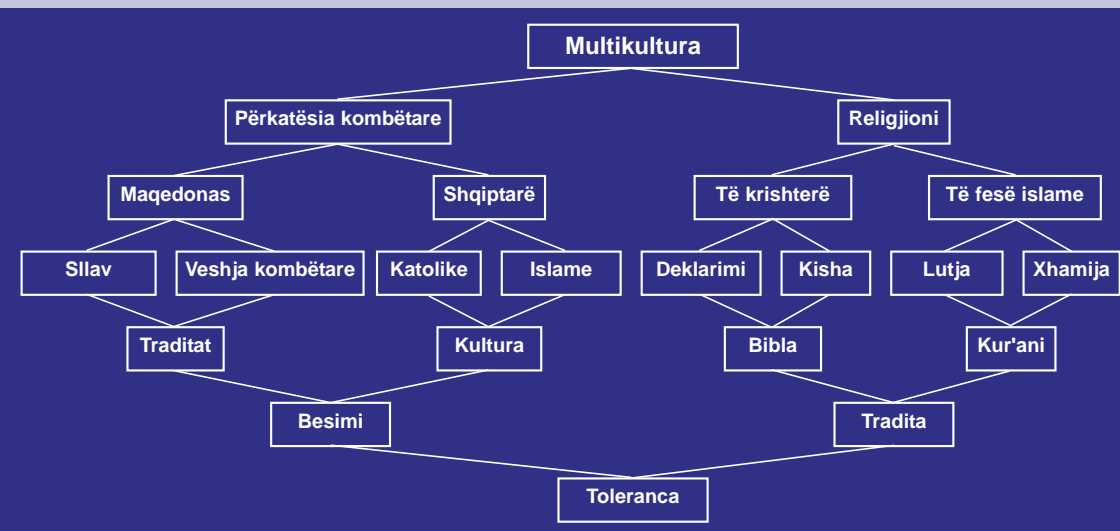 Multikultura
Përkatësia kombëtare
Religjioni
Maqedonas
Shqiptarë
Të krishterë
Të fesë islame
Sllav
Veshja kombëtare
Katolike
Islame
Deklarimi
Kisha
Lutja
Xhamija
Traditat
Kultura
Bibla
Kur'ani
Besimi
Tradita
Toleranca